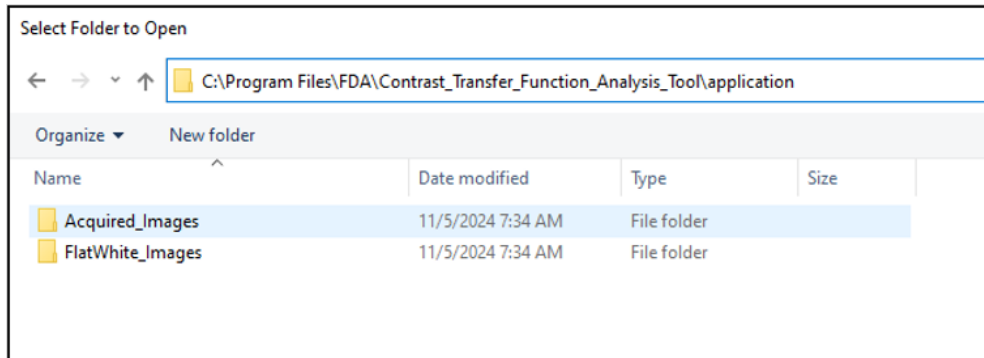 Select Folder to Open
C:\Program Files\FDA\Contrast_Transfer_Function_Analysis_Tool\application
Organize New folder
Name Date modified Type Size
Acquired_Images 11/5/2024 7:34 AM File folder
FlatWhite_Images 11/5/2024 7:34 AM File folder